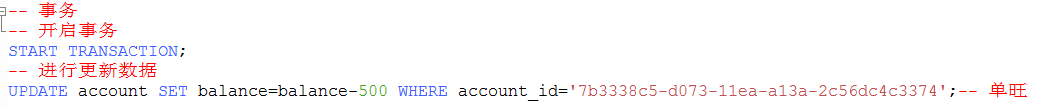 -- 事务
-- 开启事务
START TRANSACTION;
-- 进行更新数据
UPDATE account SET balance=balance-500 WHERE account_id='7b3338c5-d073-11ea-a13a-2c56dc4c3374';-- 单旺